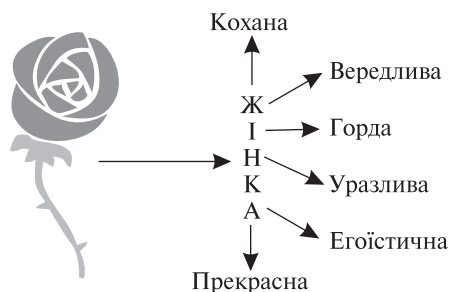 Кохана
Вередлива
Ж
І
Горда
Н
К
Уразлива
А
Егоїстична
Прекрасна